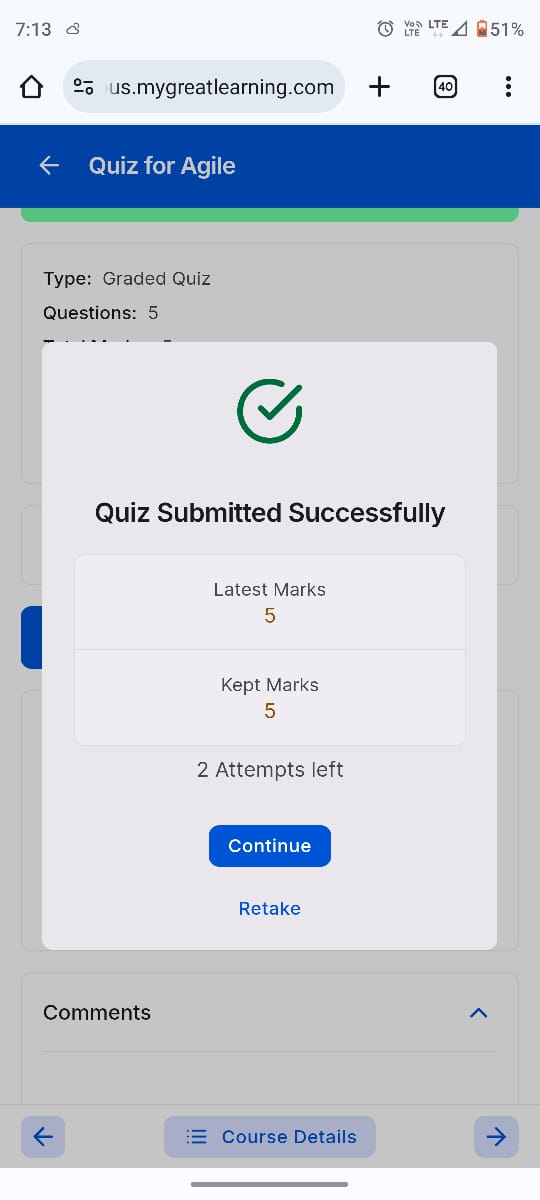 7:13
Vo)) LTE LTE 51%
us.mygreatlearning.com
40
Quiz for Agile
Type: Graded Quiz
Questions: 5
Quiz Submitted Successfully
Latest Marks
5
Kept Marks
5
2 Attempts left
Continue
Retake
Comments
Course Details